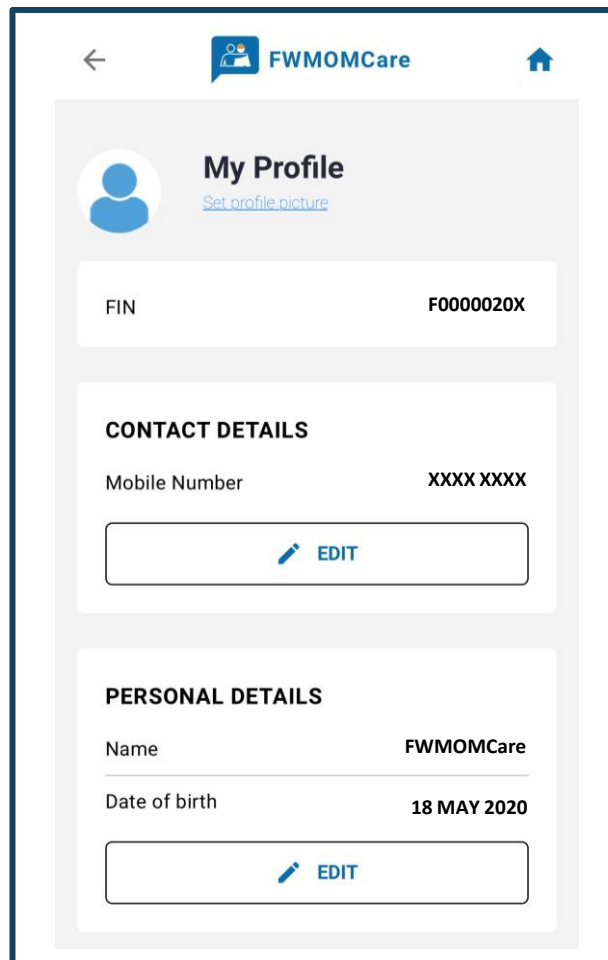 FWMOMCare
My Profile
Set profile picture
FIN F0000020X
CONTACT DETAILS
Mobile Number XXXX XXXX
EDIT
PERSONAL DETAILS
Name FWMOMCare
Date of birth 18 MAY 2020
EDIT